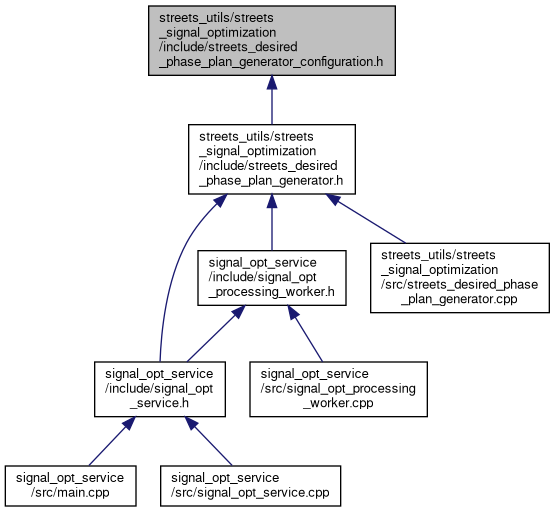 streets_utils/streets
_signal_optimization
/include/streets_desired
_phase_plan_generator_configuration.h
streets_utils/streets
_signal_optimization
/include/streets_desired
_phase_plan_generator.h
signal_opt_service
/include/signal_opt
_processing_worker.h
streets_utils/streets
_signal_optimization
/src/streets_desired_phase
_plan_generator.cpp
signal_opt_service
/include/signal_opt
_service.h
signal_opt_service
/src/signal_opt_processing
_worker.cpp
signal_opt_service
/src/main.cpp
signal_opt_service
/src/signal_opt_service.cpp